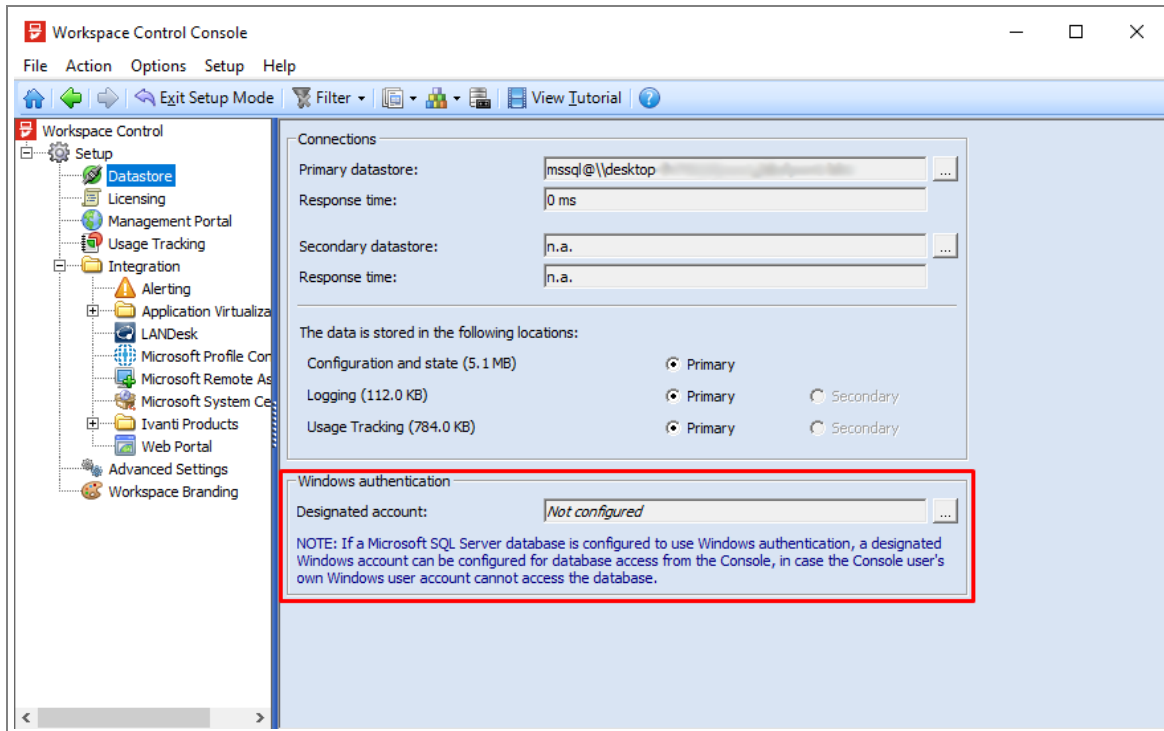 Workspace Control Console
File Action Options Setup Help
Exit Setup Mode Filter View Tutorial
Workspace Control
Setup
Datastore
Licensing
Management Portal
Usage Tracking
Integration
Alerting
Application Virtualiza
LANDesk
Microsoft Profile Con
Microsoft Remote As
Microsoft System Ce
Ivanti Products
Web Portal
Advanced Settings
Workspace Branding
Connections
Primary datastore: mssql@\\desktop ...
Response time: 0 ms
Secondary datastore: n.a. ...
Response time: n.a.
The data is stored in the following locations:
Configuration and state (5.1 MB) Primary
Logging (112.0 KB) Primary Secondary
Usage Tracking (784.0 KB) Primary Secondary
Windows authentication
Designated account: Not configured ...
NOTE: If a Microsoft SQL Server database is configured to use Windows authentication, a designated
Windows account can be configured for database access from the Console, in case the Console user's
own Windows user account cannot access the database.